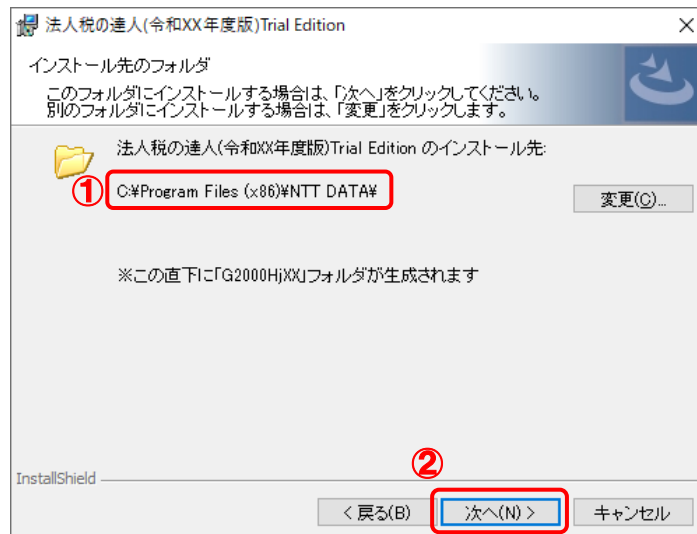 法人税の達人(令和XX年度版)Trial Edition
インストール先のフォルダ
このフォルダにインストールする場合は、「次へ」をクリックしてください。
別のフォルダにインストールする場合は、「変更」をクリックします。
法人税の達人(令和XX年度版)Trial Edition のインストール先:
①
C:¥Program Files (x86)¥NTT DATA¥
変更(C)...
※この直下に「G2000HjXX」フォルダが生成されます
②
InstallShield
< 戻る(B)
次へ(N) >
キャンセル